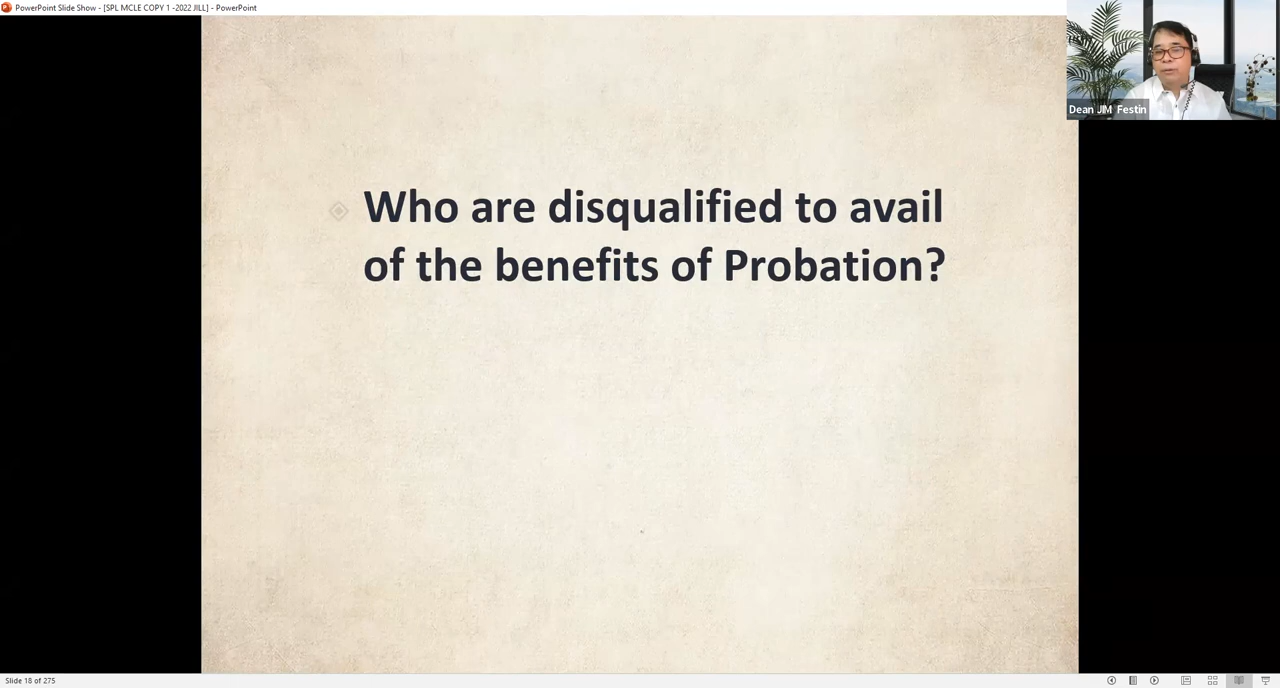 PowerPoint Slide Show - [SPL MCLE COPY 1 -2022 JILL] - PowerPoint
Dean JIM Festin
Who are disqualified to avail
of the benefits of Probation?
Slide 18 of 275